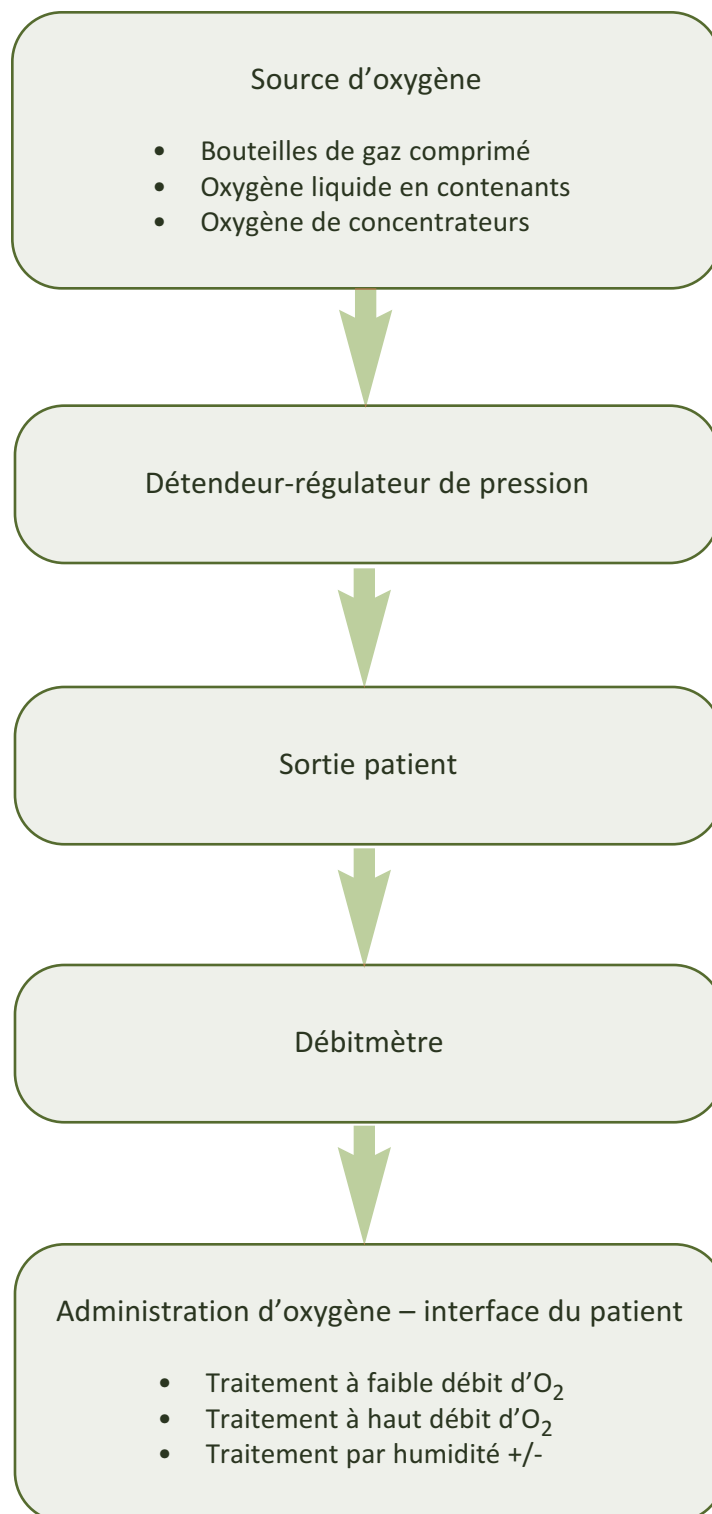 Source d’oxygène
• Bouteilles de gaz comprimé
• Oxygène liquide en contenants
• Oxygène de concentrateurs
Détendeur-régulateur de pression
Sortie patient
Débitmètre
Administration d’oxygène – interface du patient
• Traitement à faible débit d’O₂
• Traitement à haut débit d’O₂
• Traitement par humidité +/-